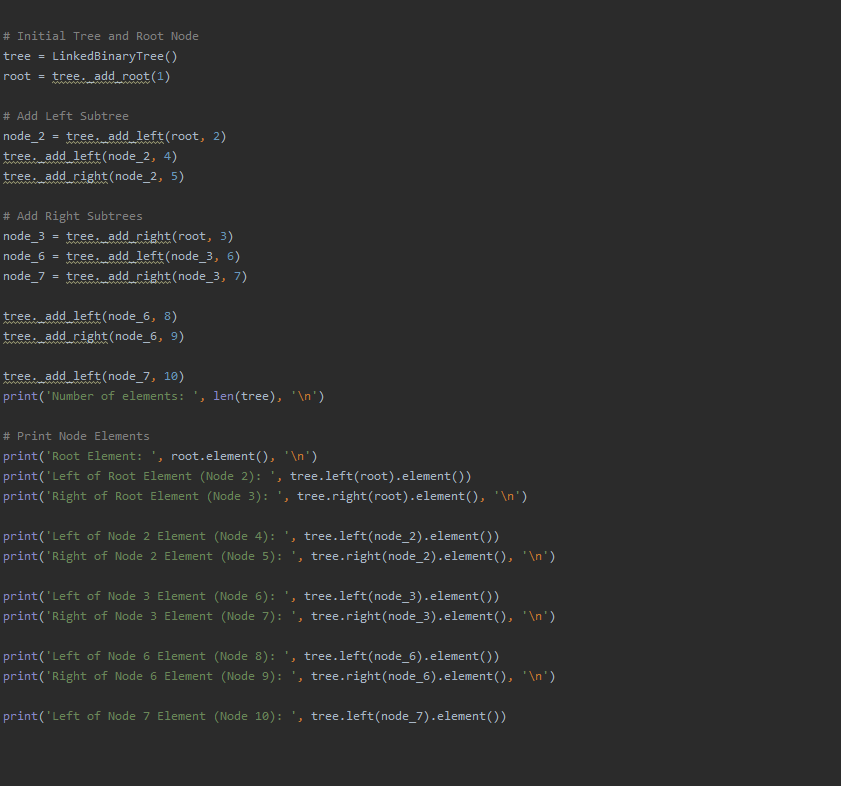 # Initial Tree and Root Node
tree = LinkedBinaryTree()
root = tree._add_root(1)
# Add Left Subtree
node_2 = tree._add_left(root, 2)
tree._add_left(node_2, 4)
tree._add_right(node_2, 5)
# Add Right Subtrees
node_3 = tree._add_right(root, 3)
node_6 = tree._add_left(node_3, 6)
node_7 = tree._add_right(node_3, 7)
tree._add_left(node_6, 8)
tree._add_right(node_6, 9)
tree._add_left(node_7, 10)
print('Number of elements: ', len(tree), '\n')
# Print Node Elements
print('Root Element: ', root.element(), '\n')
print('Left of Root Element (Node 2): ', tree.left(root).element())
print('Right of Root Element (Node 3): ', tree.right(root).element(), '\n')
print('Left of Node 2 Element (Node 4): ', tree.left(node_2).element())
print('Right of Node 2 Element (Node 5): ', tree.right(node_2).element(), '\n')
print('Left of Node 3 Element (Node 6): ', tree.left(node_3).element())
print('Right of Node 3 Element (Node 7): ', tree.right(node_3).element(), '\n')
print('Left of Node 6 Element (Node 8): ', tree.left(node_6).element())
print('Right of Node 6 Element (Node 9): ', tree.right(node_6).element(), '\n')
print('Left of Node 7 Element (Node 10): ', tree.left(node_7).element())